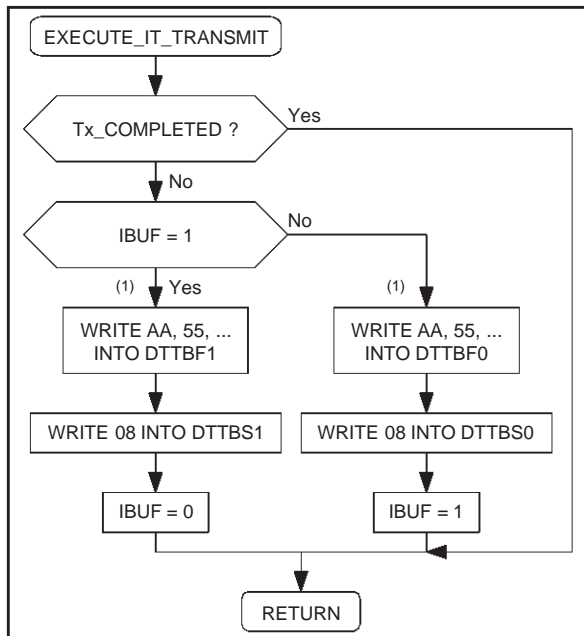 EXECUTE_IT_TRANSMIT
Tx_COMPLETED ?
Yes
No
IBUF = 1
No
(1)
Yes
(1)
WRITE AA, 55, ...
INTO DTTBF1
WRITE AA, 55, ...
INTO DTTBF0
WRITE 08 INTO DTTBS1
WRITE 08 INTO DTTBS0
IBUF = 0
IBUF = 1
RETURN